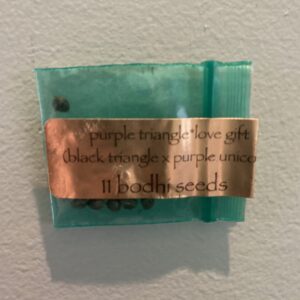 purple triangle*love gift
(black triangle x purple unico
11 bodhi seeds